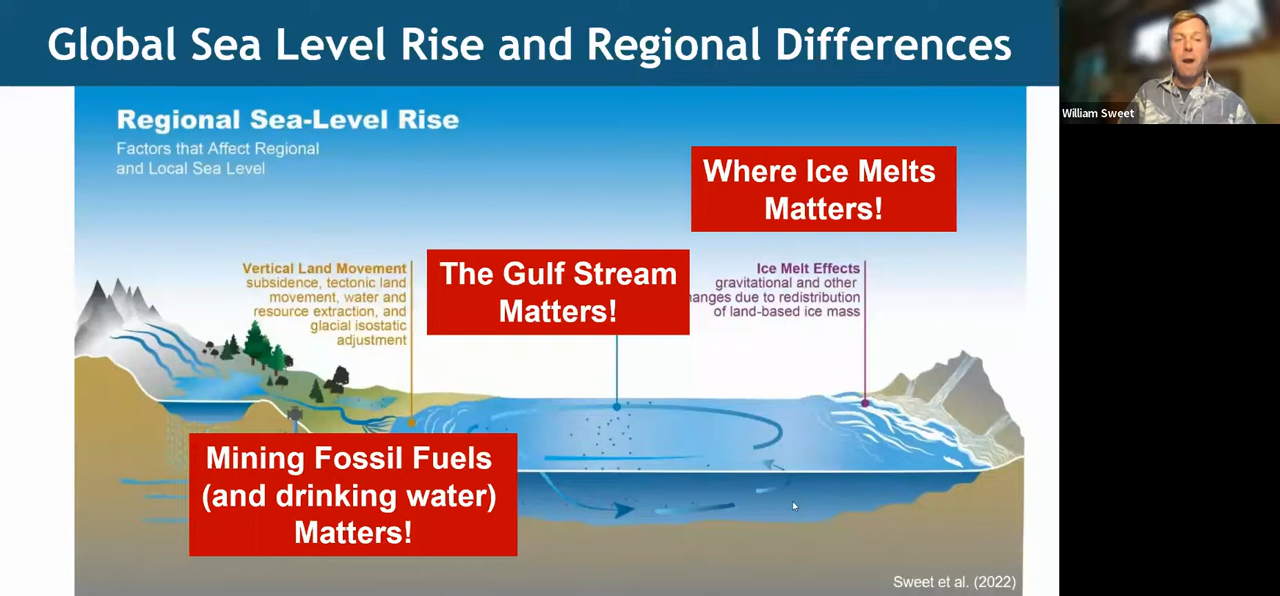 Global Sea Level Rise and Regional Differences
William Sweet
Regional Sea-Level Rise
Factors that Affect Regional
and Local Sea Level
Where Ice Melts
Matters!
Vertical Land Movement
subsidence, tectonic land
movement, water and
resource extraction, and
glacial isostatic
adjustment
The Gulf Stream
Matters!
Ice Melt Effects
gravitational and other
due to redistribution
of land-based ice mass
Mining Fossil Fuels
(and drinking water)
Matters!
Sweet et al. (2022)